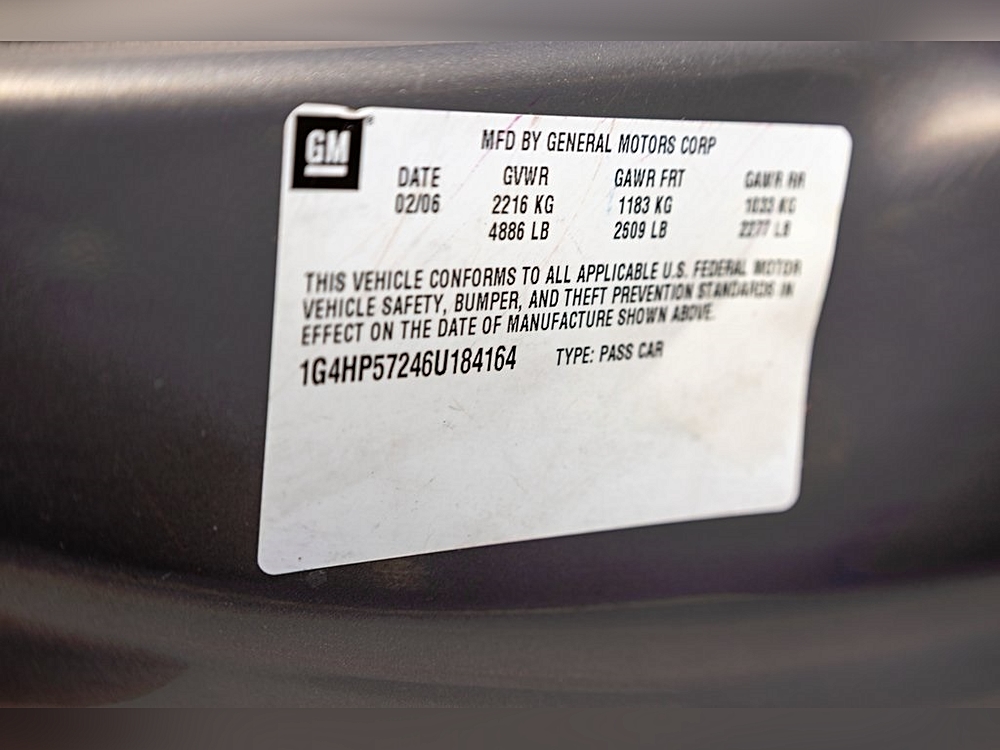 GM
MFD BY GENERAL MOTORS CORP
DATE GVWR GAWR FRT GAWR RR
02/06 2216 KG 1183 KG 1033 KG
4886 LB 2609 LB 2277 LB
THIS VEHICLE CONFORMS TO ALL APPLICABLE U.S. FEDERAL MOTOR
VEHICLE SAFETY, BUMPER, AND THEFT PREVENTION STANDARDS IN
EFFECT ON THE DATE OF MANUFACTURE SHOWN ABOVE.
1G4HP57246U184164 TYPE: PASS CAR